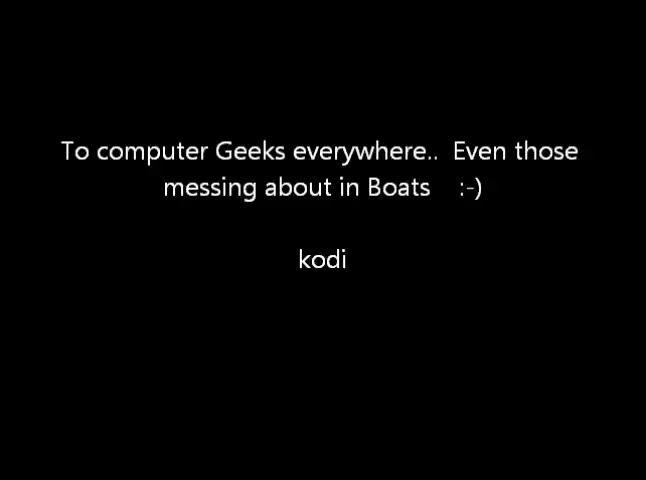 To computer Geeks everywhere..  Even those
messing about in Boats    :-)
kodi